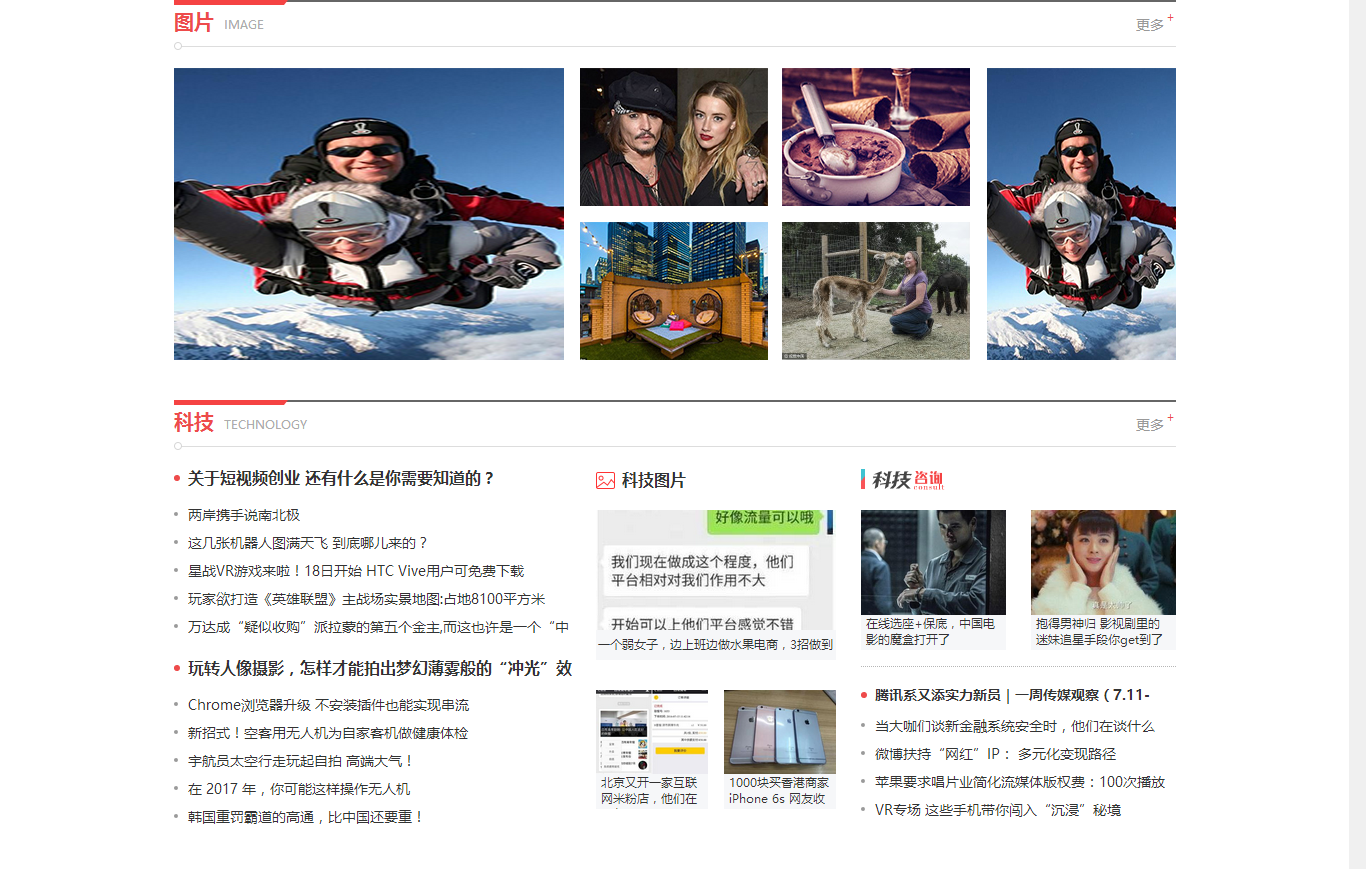 图片 IMAGE
更多 +
科技 TECHNOLOGY
更多 +
关于短视频创业 还有什么是你需要知道的？
两岸携手说南北极
这几张机器人图满天飞 到底哪儿来的？
星战VR游戏来啦！18日开始 HTC Vive用户可免费下载
玩家欲打造《英雄联盟》主战场实景地图:占地8100平方米
万达成“疑似收购”派拉蒙的第五个金主,而这也许是一个“中
玩转人像摄影，怎样才能拍出梦幻薄雾般的“冲光”效
Chrome浏览器升级 不安装插件也能实现串流
新招式！空客用无人机为自家客机做健康体检
宇航员太空行走玩起自拍 高端大气！
在 2017 年，你可能这样操作无人机
韩国重罚霸道的高通，比中国还要重！
科技图片
好像流量可以哦
我们现在做成这个程度，他们
平台相对对我们作用不大
开始可以上他们平台感觉不错
一个弱女子，边上班边做水果电商，3招做到
北京又开一家互联
网米粉店，他们在
1000块买香港商家
iPhone 6s 网友收
科技咨询
consult
真是太帅了
在线选座+保底，中国电
影的魔盒打开了
抱得男神归 影视剧里的
迷妹追星手段你get到了
腾讯系又添实力新员｜一周传媒观察（7.11-
当大咖们谈新金融系统安全时，他们在谈什么
微博扶持“网红”IP： 多元化变现路径
苹果要求唱片业简化流媒体版权费：100次播放
VR专场 这些手机带你闯入“沉浸”秘境